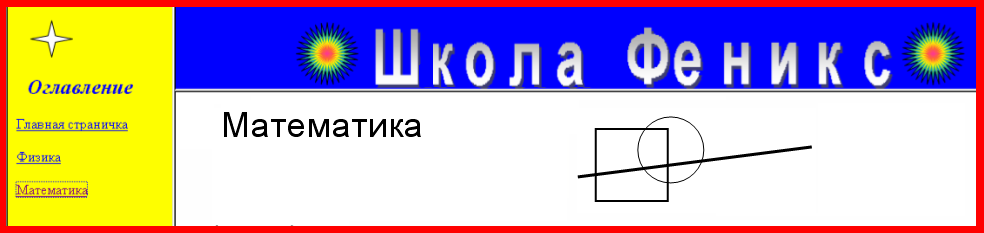 Школа Феникс
Оглавление
Главная страничка
Физика
Математика
Математика